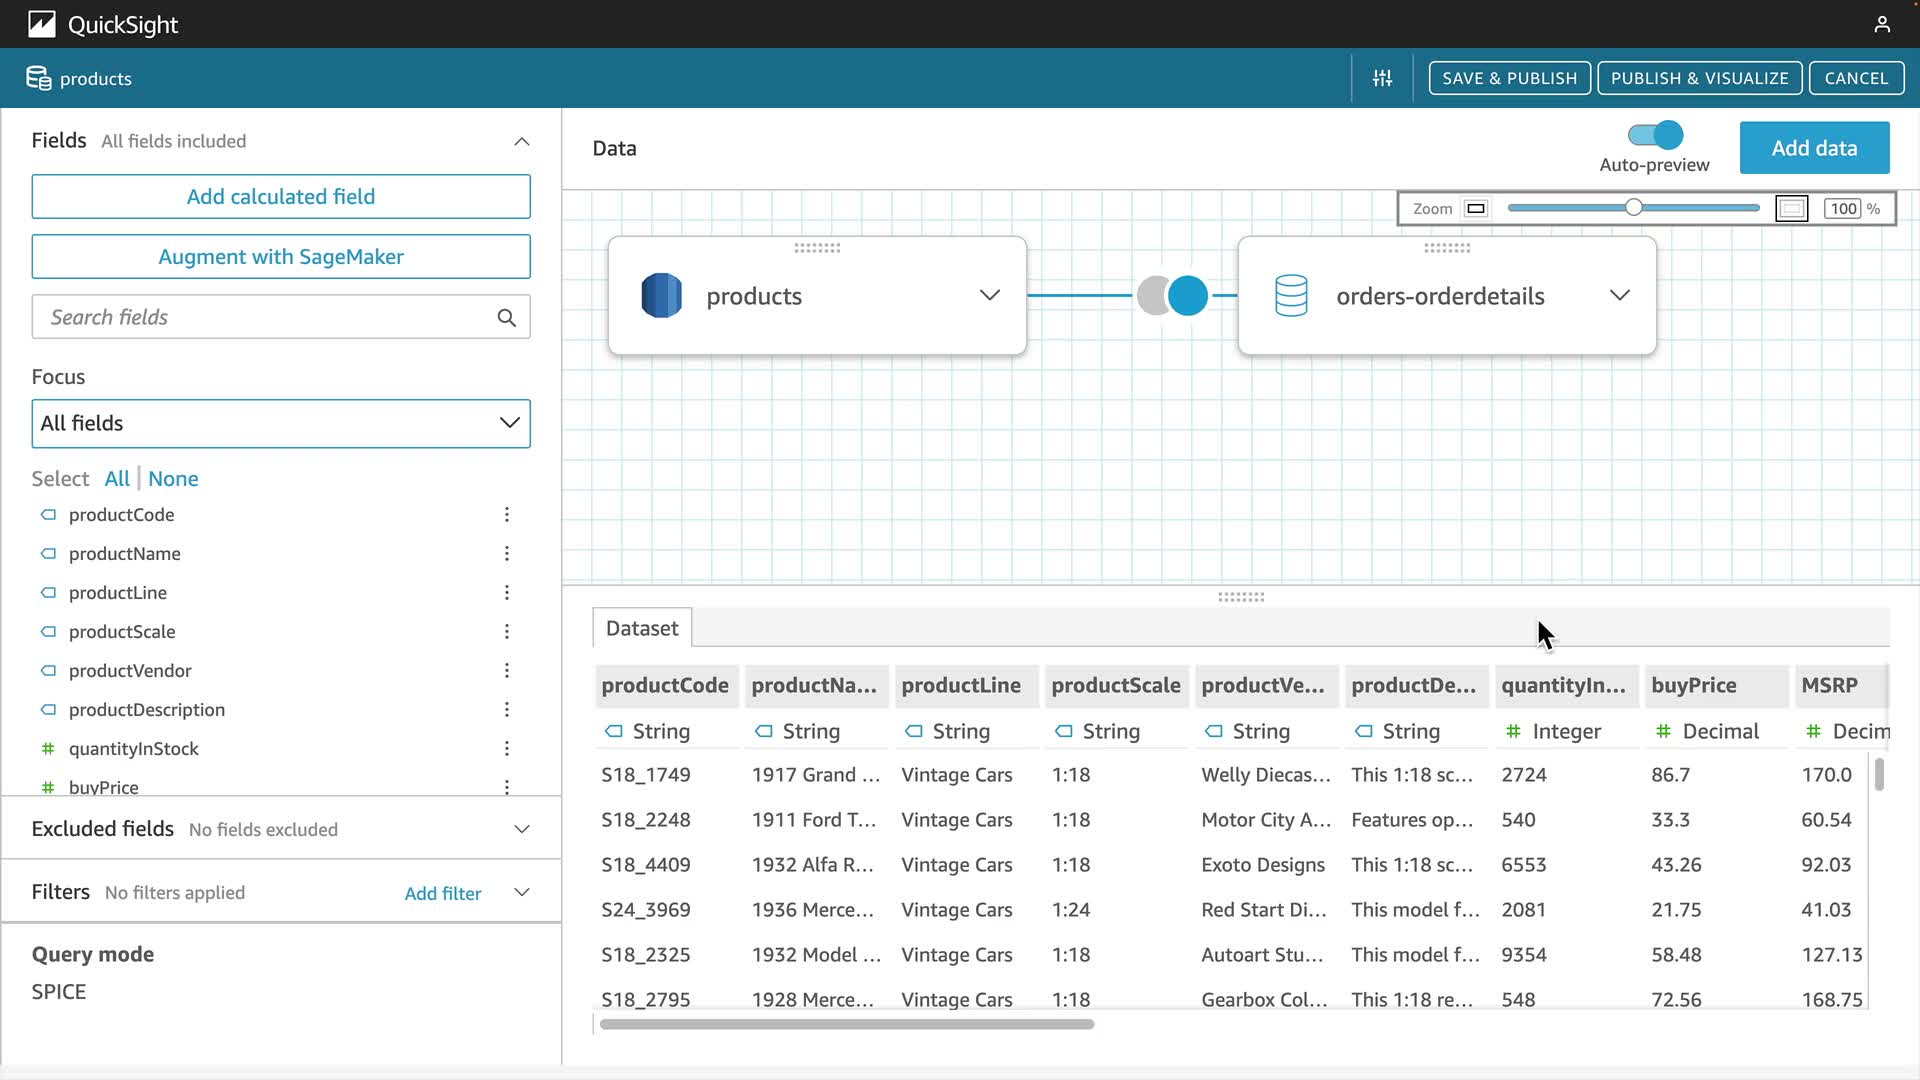 QuickSight
products
SAVE & PUBLISH
PUBLISH & VISUALIZE
CANCEL
Fields All fields included
Add calculated field
Augment with SageMaker
Search fields
Focus
All fields
Select All | None
productCode
productName
productLine
productScale
productVendor
productDescription
# quantityInStock
# buyPrice
Excluded fields No fields excluded
Filters No filters applied Add filter
Query mode
SPICE
Data
Auto-preview
Add data
Zoom 100 %
products
orders-orderdetails
Dataset
productCode productNa... productLine productScale productVe... productDe... quantityIn... buyPrice MSRP
String String String String String String # Integer # Decimal # Decim
S18_1749 1917 Grand ... Vintage Cars 1:18 Welly Diecas... This 1:18 sc... 2724 86.7 170.0
S18_2248 1911 Ford T... Vintage Cars 1:18 Motor City A... Features op... 540 33.3 60.54
S18_4409 1932 Alfa R... Vintage Cars 1:18 Exoto Designs This 1:18 sc... 6553 43.26 92.03
S24_3969 1936 Merce... Vintage Cars 1:24 Red Start Di... This model f... 2081 21.75 41.03
S18_2325 1932 Model ... Vintage Cars 1:18 Autoart Stu... This model f... 9354 58.48 127.13
S18_2795 1928 Merce... Vintage Cars 1:18 Gearbox Col... This 1:18 re... 548 72.56 168.75